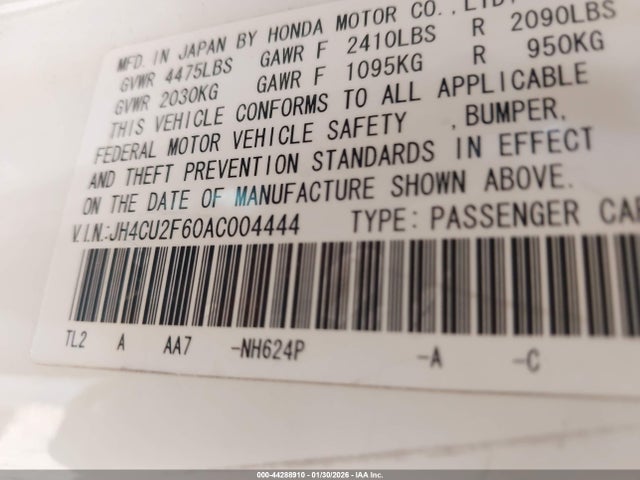 MFD. IN JAPAN BY HONDA MOTOR CO.,LTD.
GVWR 4475LBS GAWR F 2410LBS R 2090LBS
GVWR 2030KG GAWR F 1095KG R 950KG
THIS VEHICLE CONFORMS TO ALL APPLICABLE
FEDERAL MOTOR VEHICLE SAFETY ,BUMPER,
AND THEFT PREVENTION STANDARDS IN EFFECT
ON THE DATE OF MANUFACTURE SHOWN ABOVE.
V.I.N.:JH4CU2F60AC004444 TYPE: PASSENGER CAR
TL2 A AA7 -NH624P -A -C
000-44288910 - 01/30/2026 - IAA Inc.